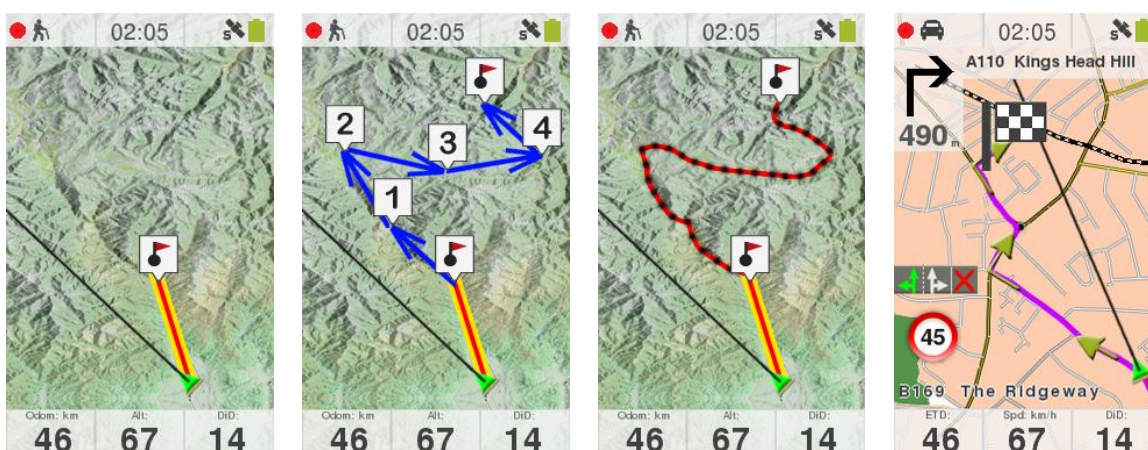 02:05
Odom: km Alt: DiD:
46 67 14
02:05
2
3
4
1
Odom: km Alt: DiD:
46 67 14
02:05
Odom: km Alt: DiD:
46 67 14
02:05
A110 Kings Head Hill
490 m
45
B169 The Ridgeway
ETD: Spd: km/h DiD:
46 67 14